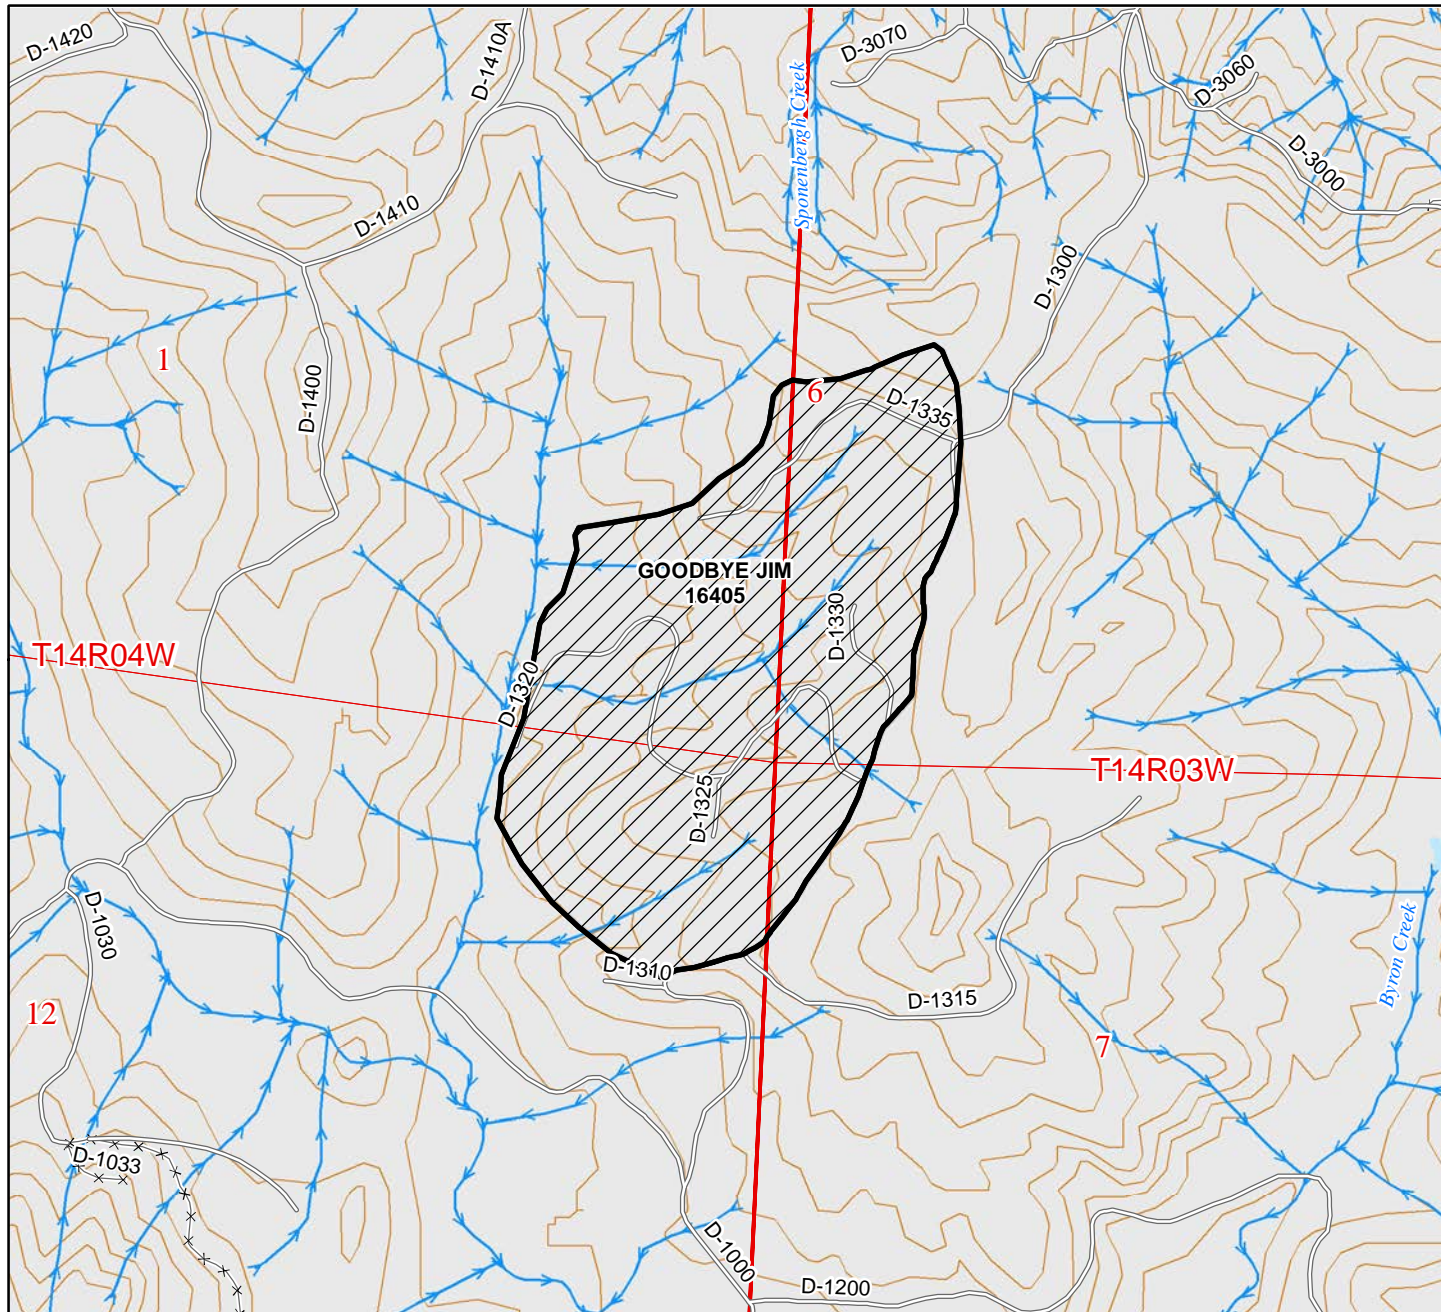 D-1420
D-1410A
D-3070
Sponenbergh Creek
D-3060
D-3000
D-1410
D-1300
1
D-1400
6
D-1335
GOODBYE JIM
16405
D-1330
T14R04W
D-1320
T14R03W
D-1325
D-1030
Byron Creek
D-1310
D-1315
12
7
D-1033
D-1000
D-1200